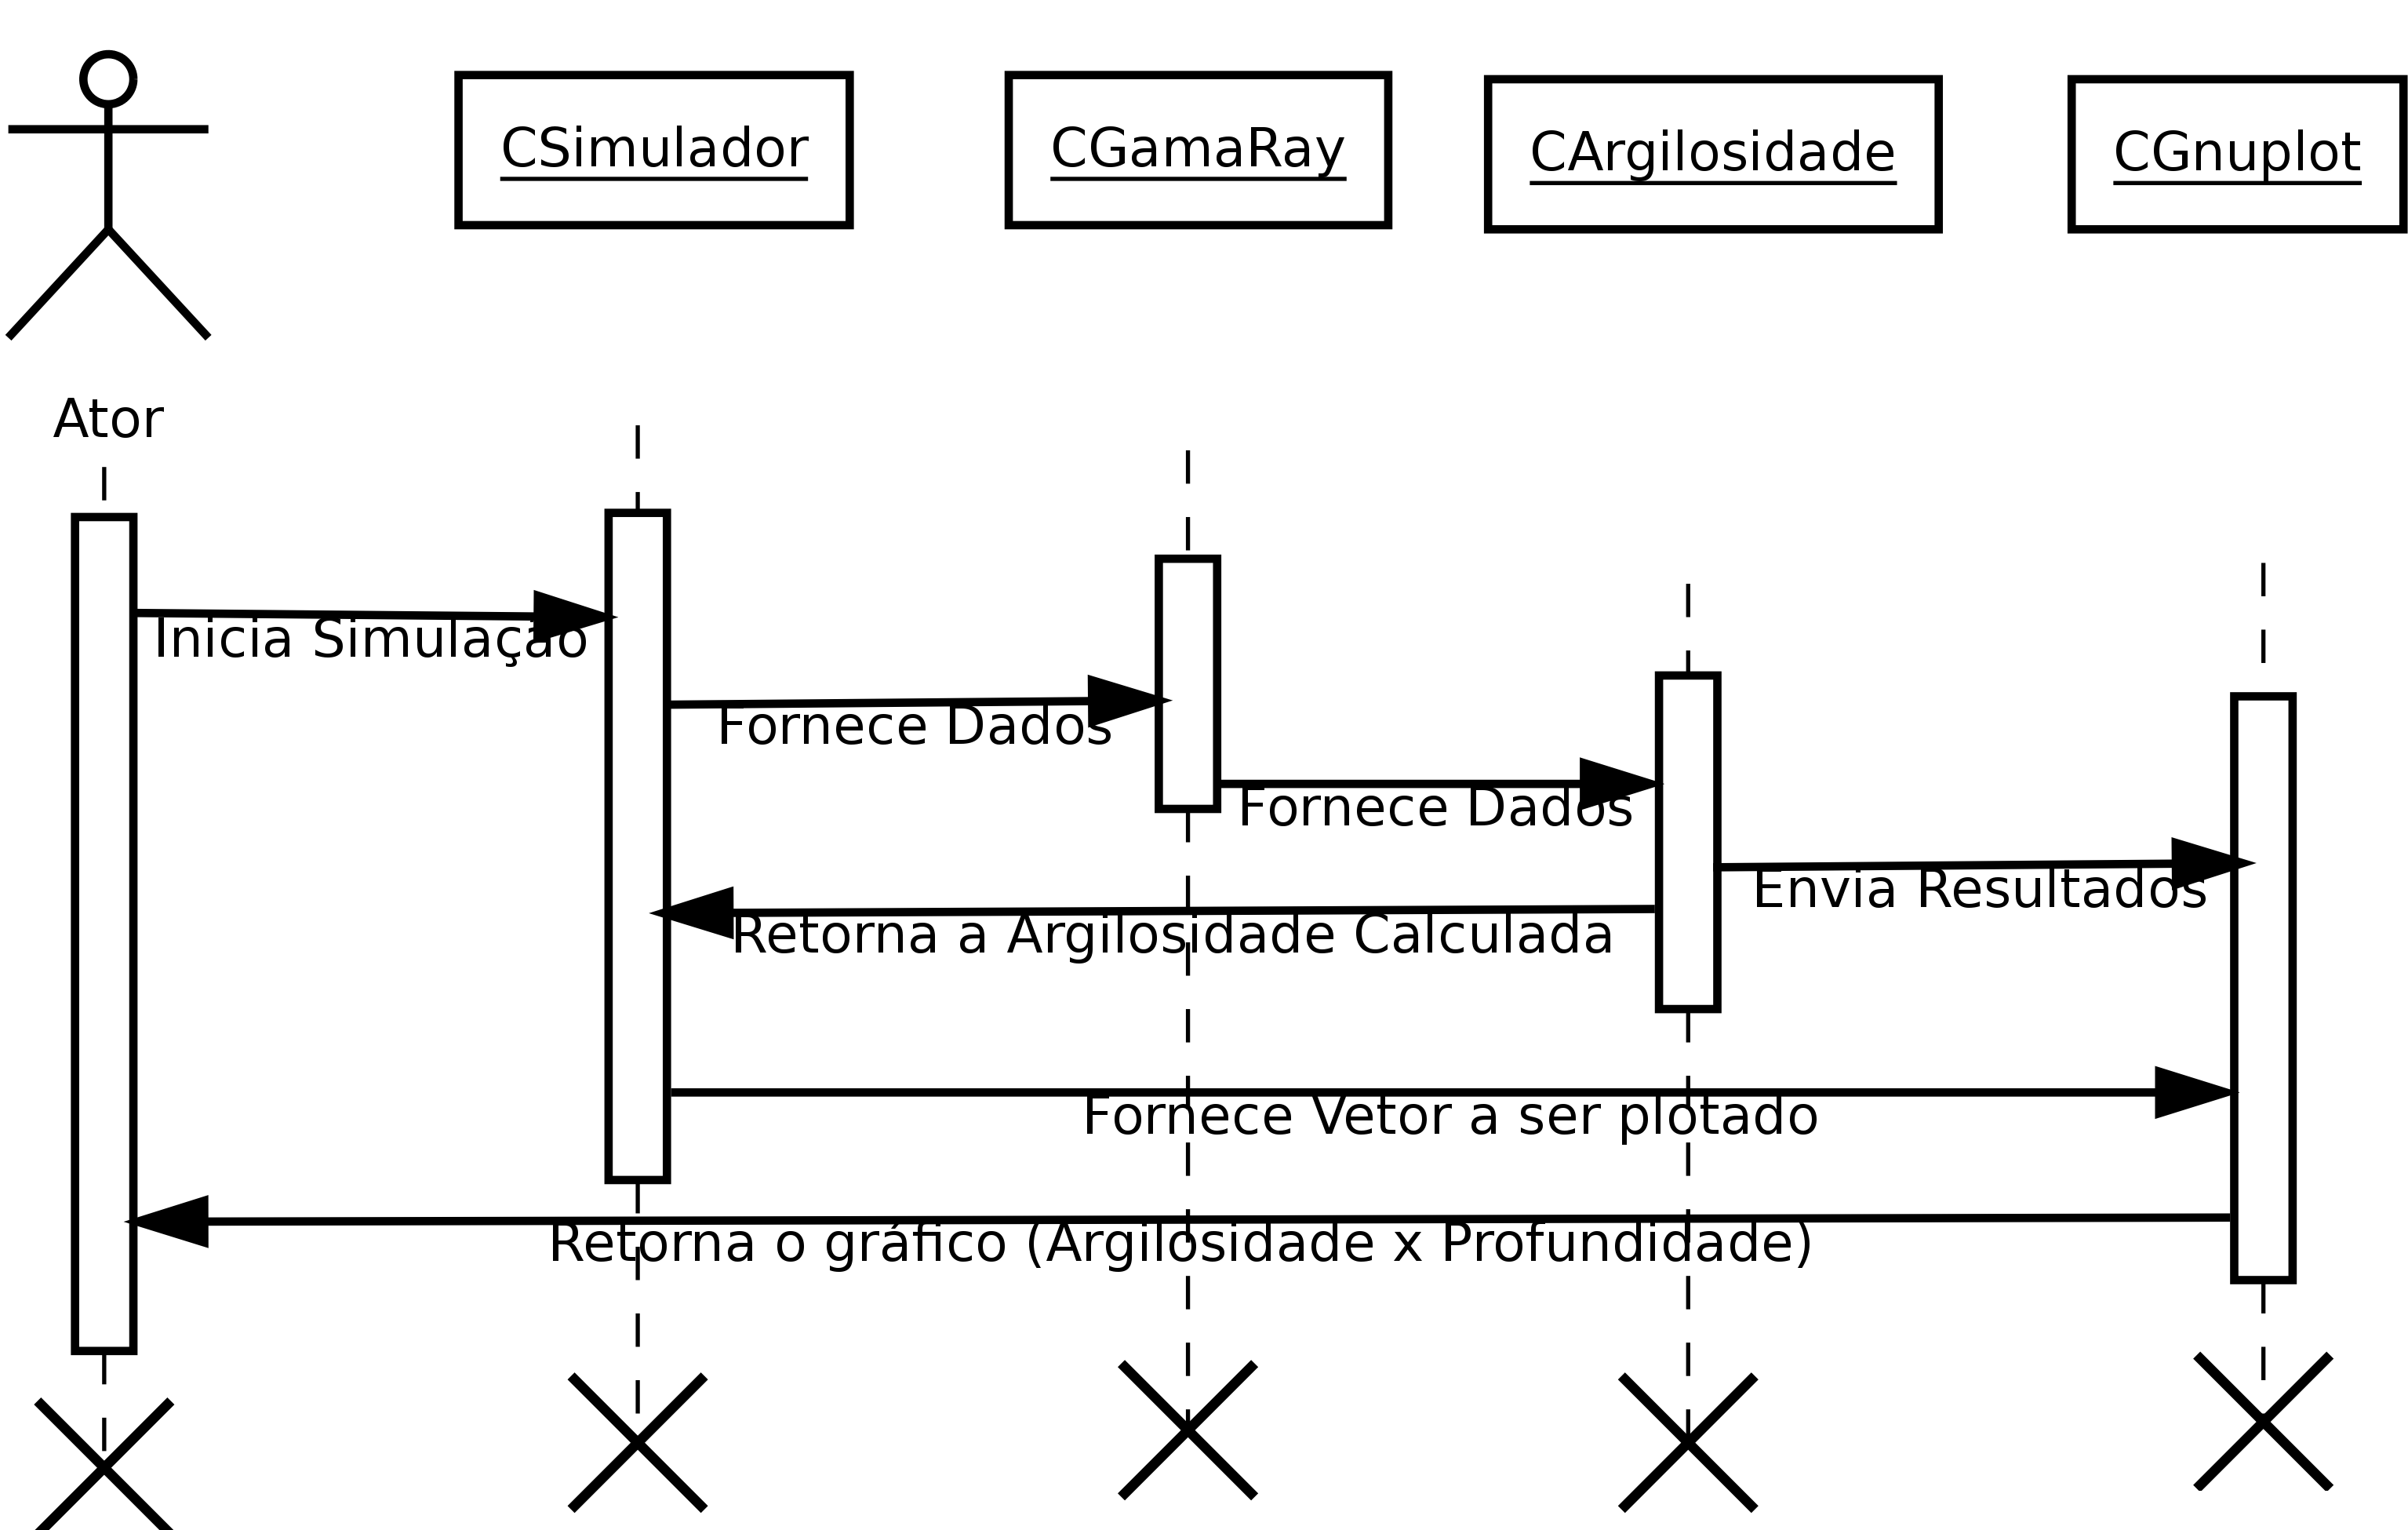 CSimulador
CGamaRay
CArgilosidade
CGnuplot
Ator
Inicia Simulação
Fornece Dados
Fornece Dados
Envia Resultados
Retorna a Argilosidade Calculada
Fornece Vetor a ser plotado
Retorna o gráfico (Argilosidade x Profundidade)